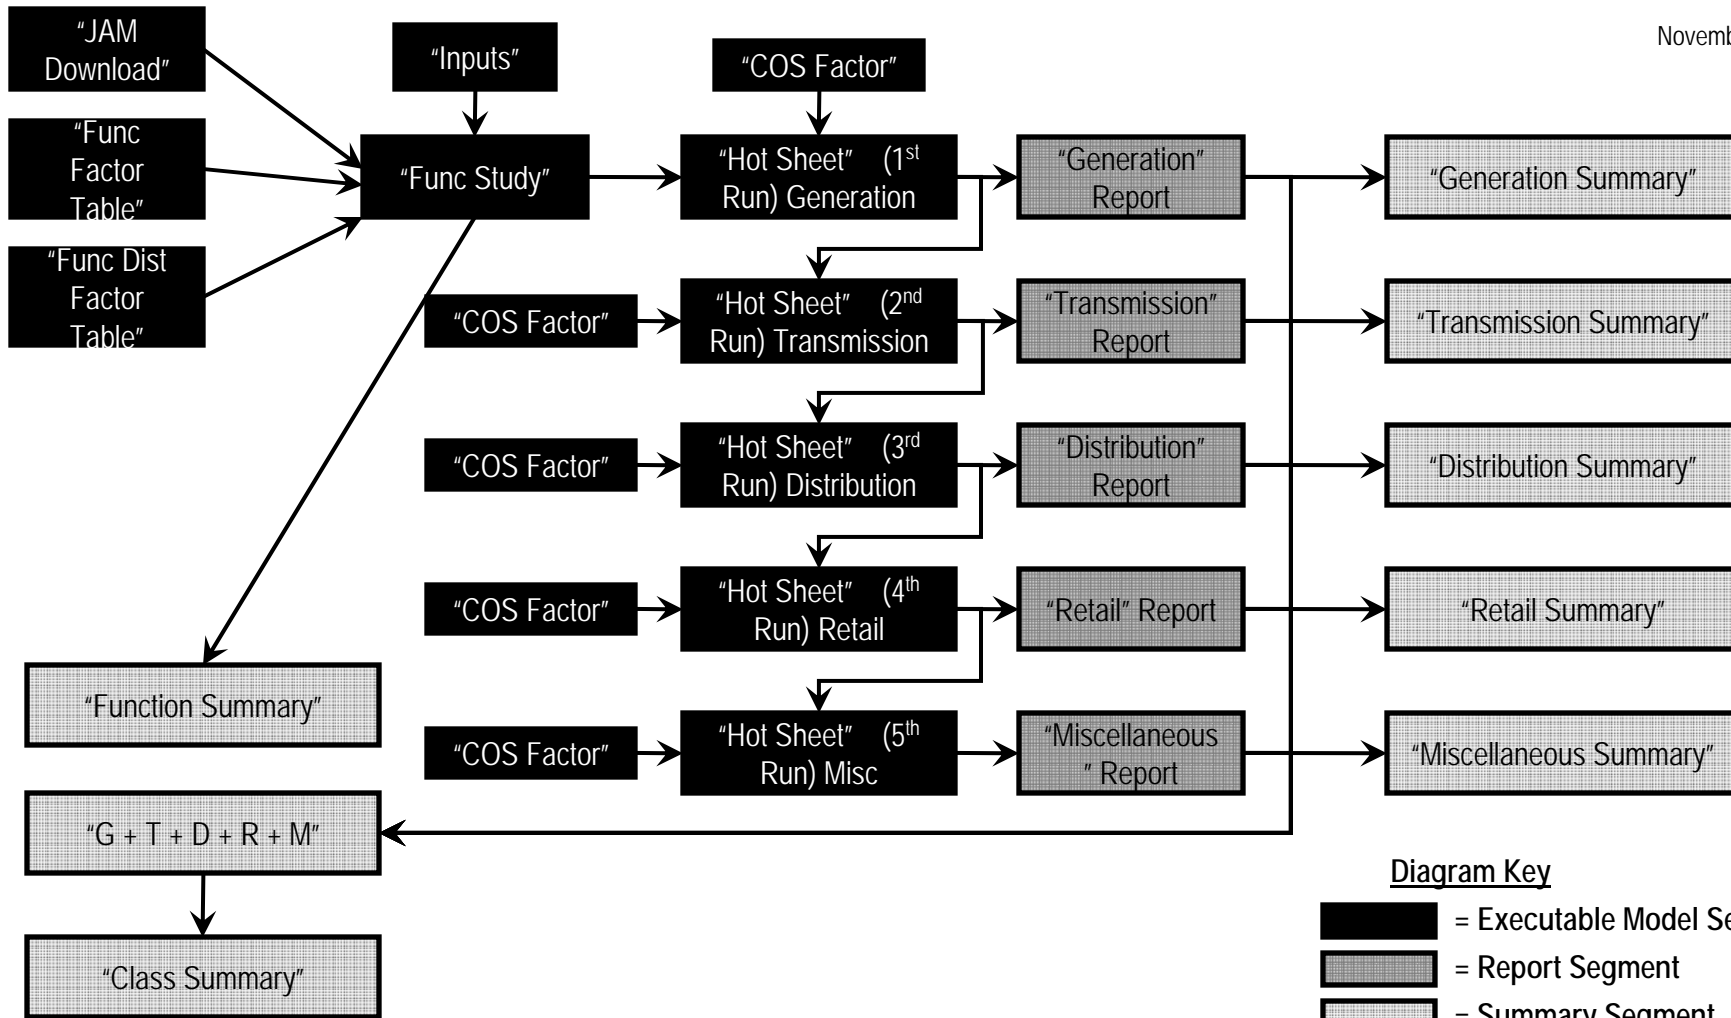 Novemb
“JAM
Download”
“Inputs”
“COS Factor”
“Func
Factor
Table”
“Func Study”
“Hot Sheet” (1st
Run) Generation
“Generation”
Report
“Generation Summary”
“Func Dist
Factor
Table”
“COS Factor”
“Hot Sheet” (2nd
Run) Transmission
“Transmission”
Report
“Transmission Summary”
“COS Factor”
“Hot Sheet” (3rd
Run) Distribution
“Distribution”
Report
“Distribution Summary”
“COS Factor”
“Hot Sheet” (4th
Run) Retail
“Retail” Report
“Retail Summary”
“Function Summary”
“COS Factor”
“Hot Sheet” (5th
Run) Misc
“Miscellaneous
” Report
“Miscellaneous Summary”
“G + T + D + R + M”
“Class Summary”
Diagram Key
= Executable Model Se
= Report Segment
= Summary Segment